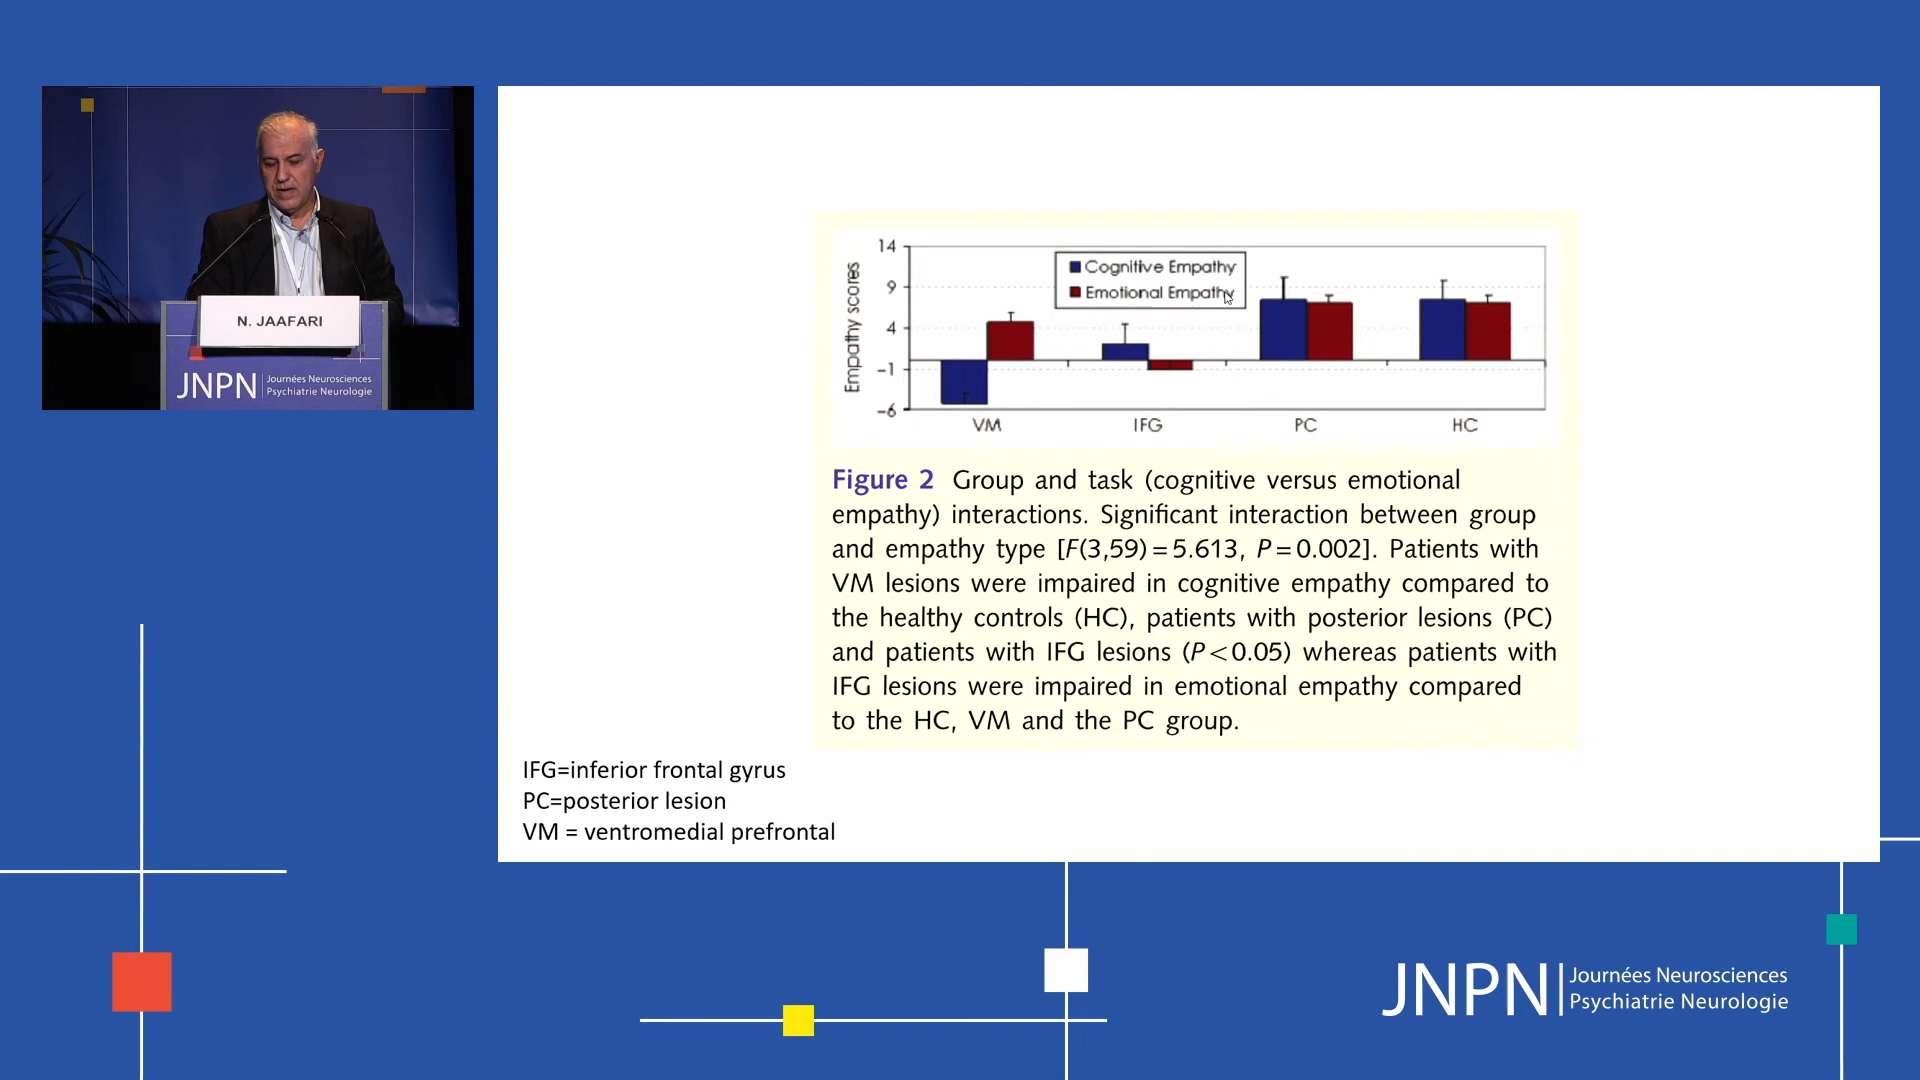 N. JAAFARI
JNPN Journées Neurosciences
Psychiatrie Neurologie
14
9
4
−1
−6
Empathy scores
Cognitive Empathy
Emotional Empathy
VM IFG PC HC
Figure 2 Group and task (cognitive versus emotional
empathy) interactions. Significant interaction between group
and empathy type [F(3,59) = 5.613, P = 0.002]. Patients with
VM lesions were impaired in cognitive empathy compared to
the healthy controls (HC), patients with posterior lesions (PC)
and patients with IFG lesions (P < 0.05) whereas patients with
IFG lesions were impaired in emotional empathy compared
to the HC, VM and the PC group.
IFG=inferior frontal gyrus
PC=posterior lesion
VM = ventromedial prefrontal
JNPN Journées Neurosciences
Psychiatrie Neurologie